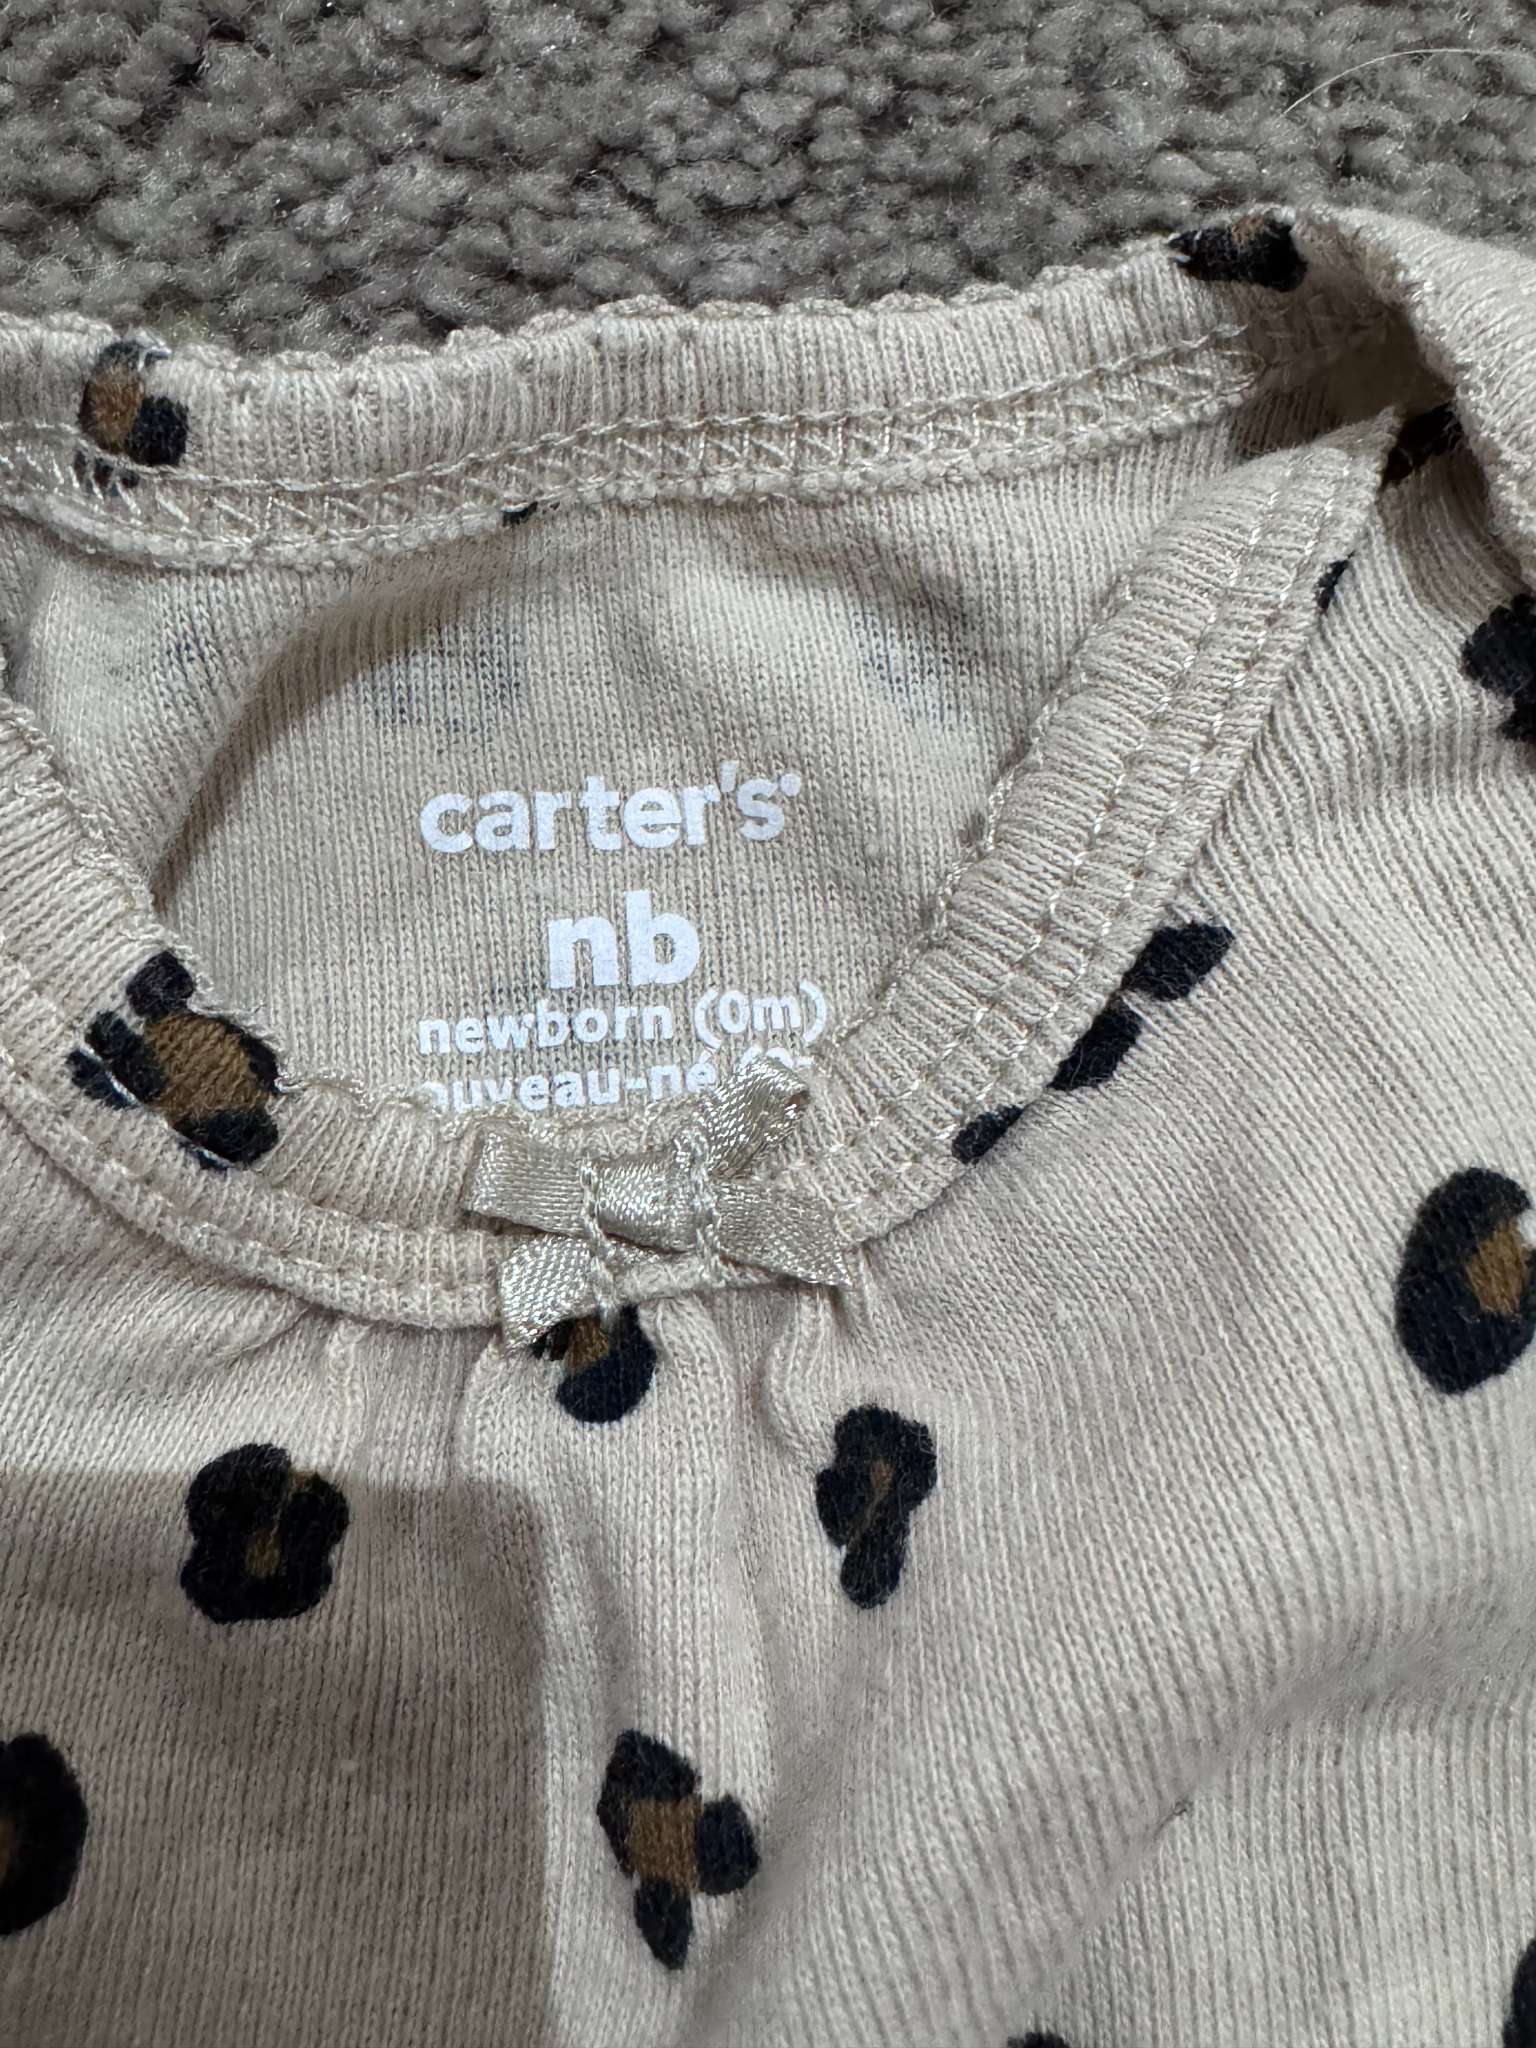 carter's
nb
newborn (0m)